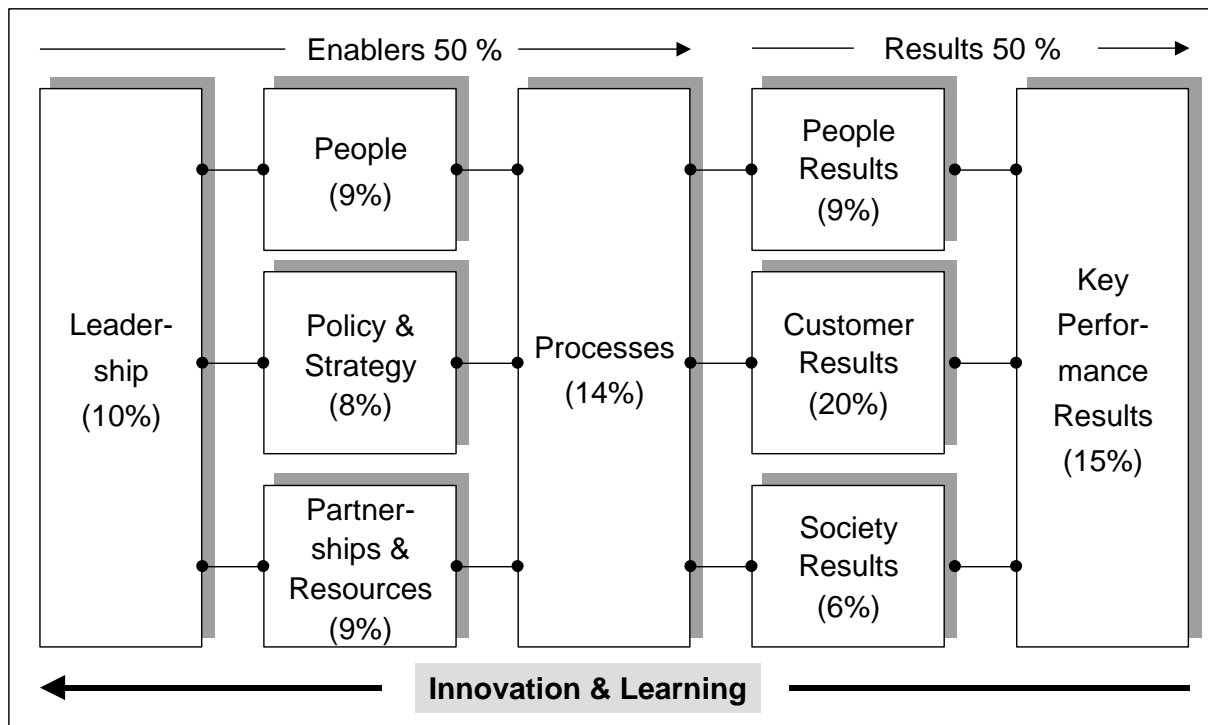 Enablers 50 %
Results 50 %
Leader-
ship
(10%)
People
(9%)
Policy &
Strategy
(8%)
Partner-
ships &
Resources
(9%)
Processes
(14%)
People
Results
(9%)
Customer
Results
(20%)
Society
Results
(6%)
Key
Perfor-
mance
Results
(15%)
Innovation & Learning